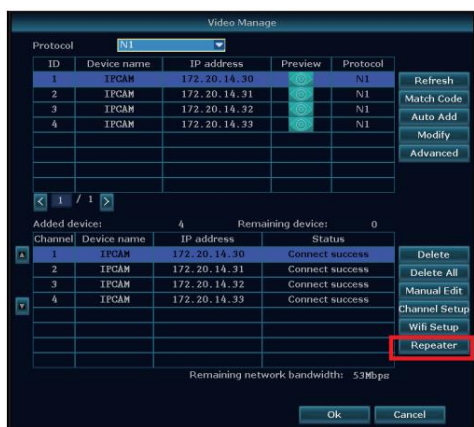 Video Manage
Protocol N1
ID Device name IP address Preview Protocol
1 IPCAM 172.20.14.30 N1 Refresh
2 IPCAM 172.20.14.31 N1 Match Code
3 IPCAM 172.20.14.32 N1 Auto Add
4 IPCAM 172.20.14.33 N1 Modify
Advanced
< 1 / 1 >
Added device: 4 Remaining device: 0
Channel Device name IP address Status
1 IPCAM 172.20.14.30 Connect success Delete
2 IPCAM 172.20.14.31 Connect success Delete All
3 IPCAM 172.20.14.32 Connect success Manual Edit
4 IPCAM 172.20.14.33 Connect success Channel Setup
Wifi Setup
Repeater
Remaining network bandwidth: 53Mbps
Ok Cancel